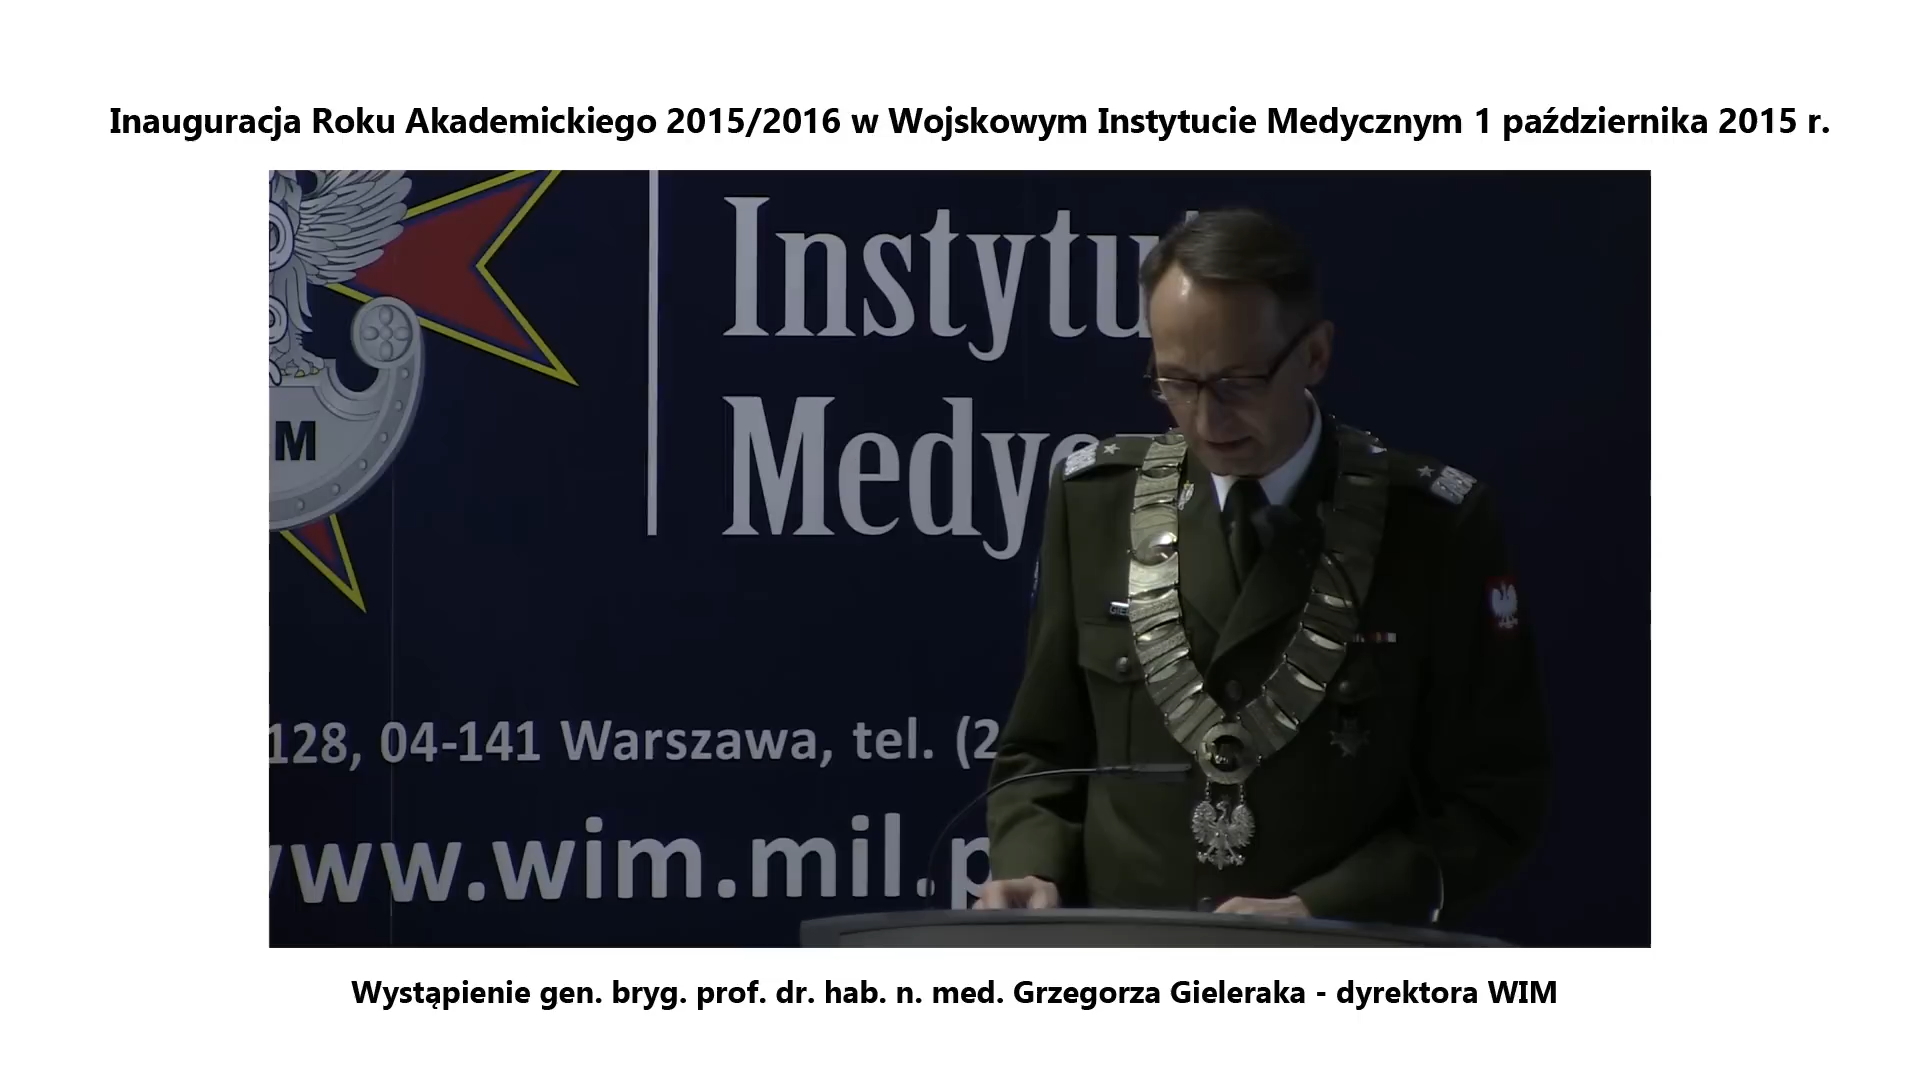 Inauguracja Roku Akademickiego 2015/2016 w Wojskowym Instytucie Medycznym 1 października 2015 r.
Instytu
Medyc
M
128, 04-141 Warszawa, tel. (2
www.wim.mil.p
Wystąpienie gen. bryg. prof. dr. hab. n. med. Grzegorza Gieleraka - dyrektora WIM